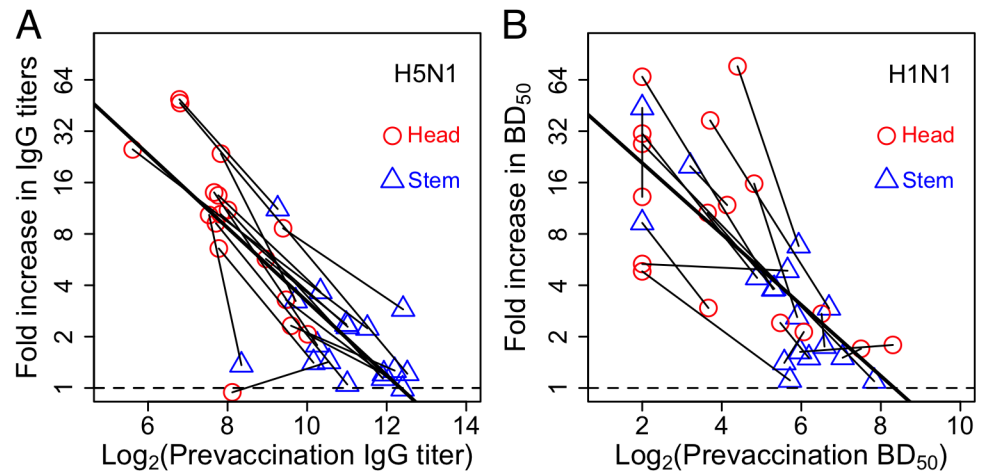 A
Fold increase in IgG titers
64
32
16
8
4
2
1
H5N1
Head
Stem
6 8 10 12 14
Log2(Prevaccination IgG titer)
B
Fold increase in BD50
64
32
16
8
4
2
1
H1N1
Head
Stem
2 4 6 8 10
Log2(Prevaccination BD50)